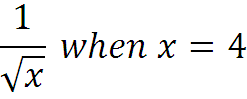 1/√x when x = 4